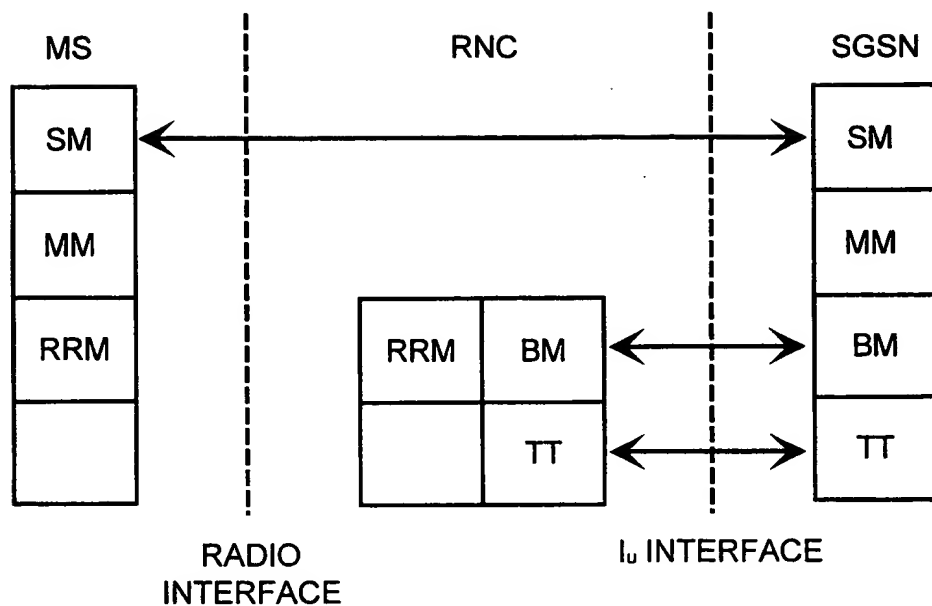 MS RNC SGSN
SM SM
MM MM
RRM RRM BM BM
TT TT
RADIO
INTERFACE
Iu INTERFACE